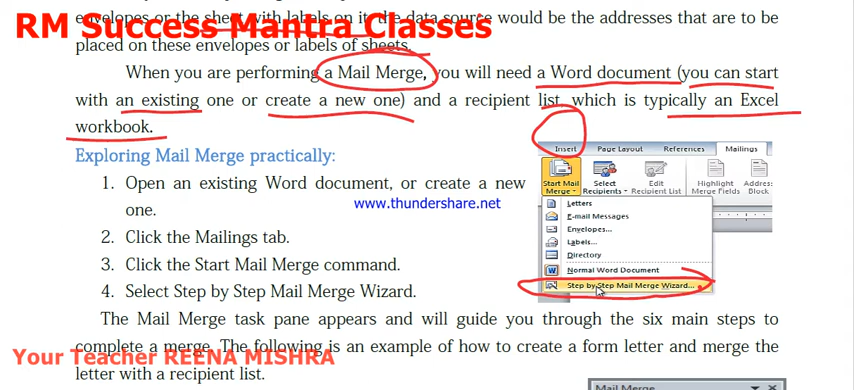 envelopes or the sheet with labels on it, the data source would be the addresses that are to be
RM Success Mantra Classes
placed on these envelopes or labels of sheets.
When you are performing a Mail Merge, you will need a Word document (you can start
with an existing one or create a new one) and a recipient list, which is typically an Excel
workbook.
Exploring Mail Merge practically:
1. Open an existing Word document, or create a new
one.
2. Click the Mailings tab.
3. Click the Start Mail Merge command.
4. Select Step by Step Mail Merge Wizard.
www.thundershare.net
Insert Page Layout References Mailings
Start Mail Merge Select Recipients Edit Recipient List Highlight Merge Fields Address Block
Letters
E-mail Messages
Envelopes...
Labels...
Directory
Normal Word Document
Step by Step Mail Merge Wizard...
The Mail Merge task pane appears and will guide you through the six main steps to
complete a merge. The following is an example of how to create a form letter and merge the
Your Teacher REENA MISHRA
letter with a recipient list.
Mail Merge